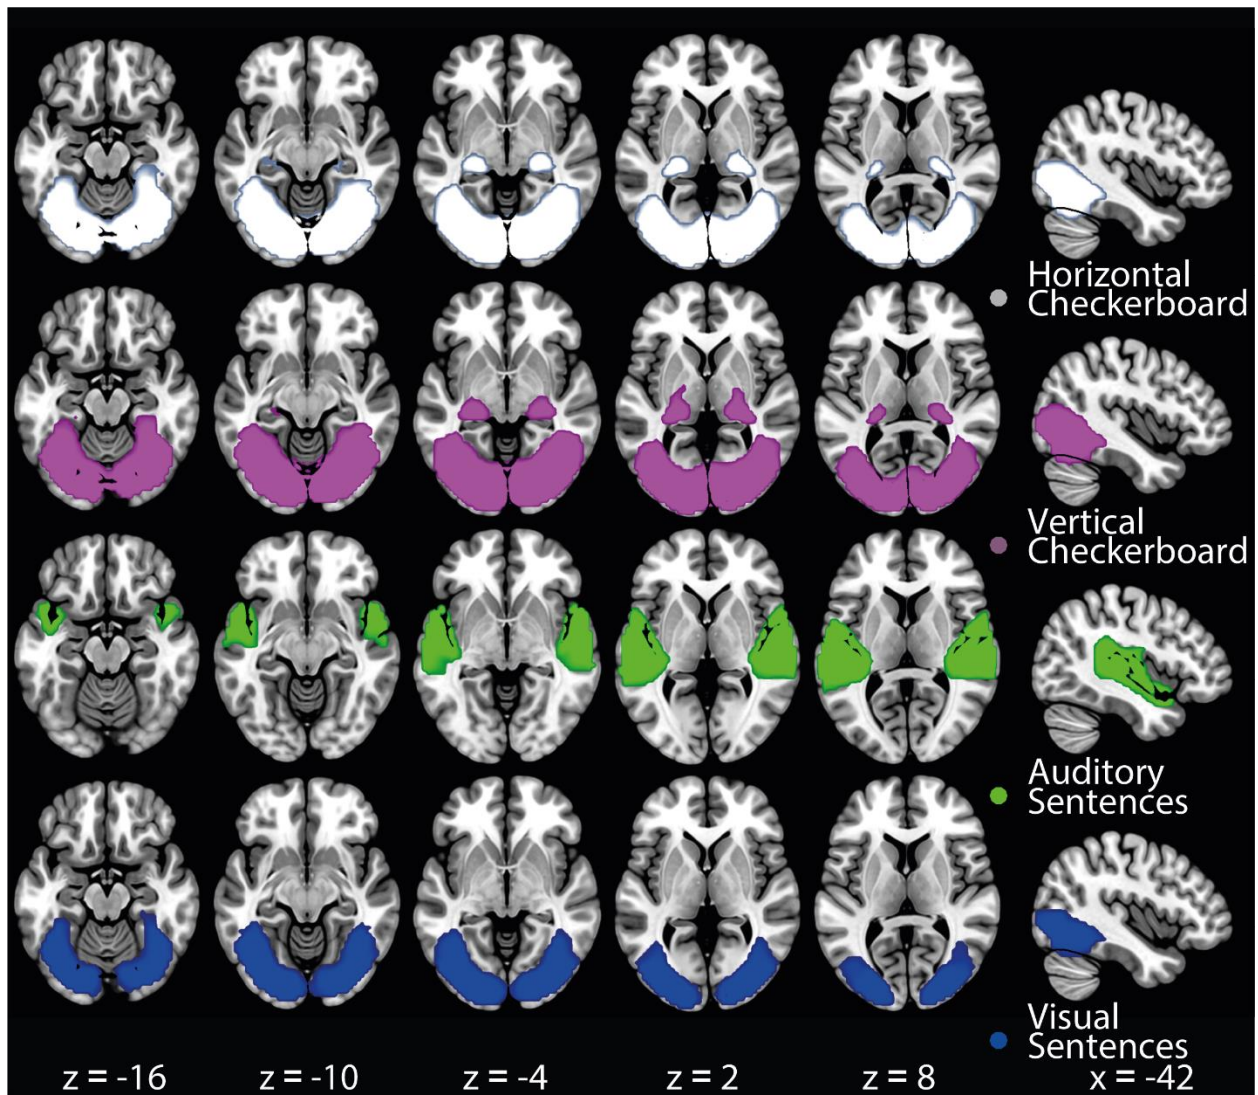 Horizontal
Checkerboard
Vertical
Checkerboard
Auditory
Sentences
Visual
Sentences
z = -16 z = -10 z = -4 z = 2 z = 8 x = -42